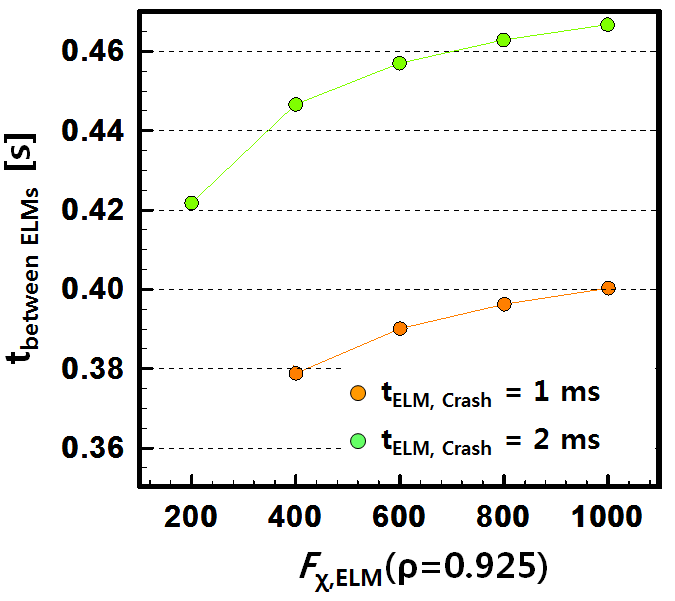 t_between ELMs [s]
0.46
0.44
0.42
0.40
0.38
0.36
t_ELM, Crash = 1 ms
t_ELM, Crash = 2 ms
200 400 600 800 1000
F_χ,ELM(ρ=0.925)